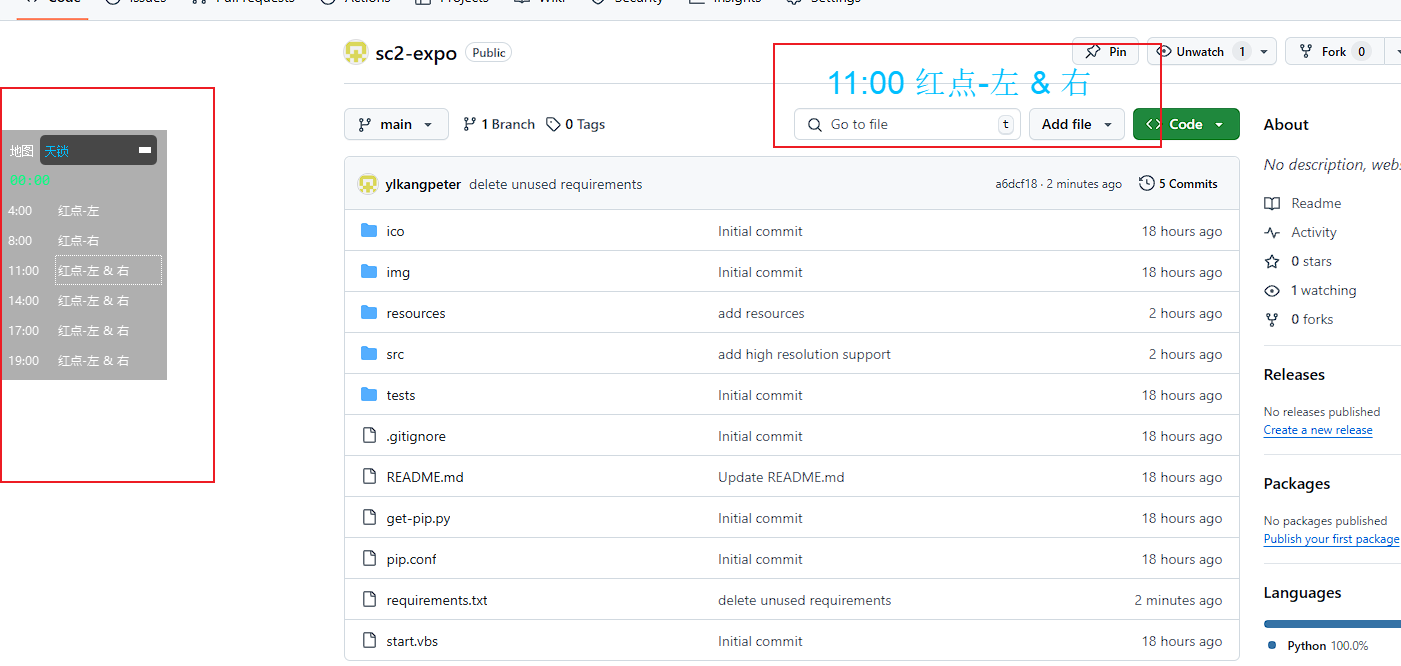 Code Issues Pull requests Actions Projects Wiki Security Insights Settings
sc2-expo Public
Pin Unwatch 1 Fork 0
11:00 红点-左 & 右
main 1 Branch 0 Tags Go to file t Add file <> Code
地图 天锁
00:00
4:00 红点-左
8:00 红点-右
11:00 红点-左 & 右
14:00 红点-左 & 右
17:00 红点-左 & 右
19:00 红点-左 & 右
ylkangpeter delete unused requirements a6dcf18 · 2 minutes ago 5 Commits
ico Initial commit 18 hours ago
img Initial commit 18 hours ago
resources add resources 2 hours ago
src add high resolution support 2 hours ago
tests Initial commit 18 hours ago
.gitignore Initial commit 18 hours ago
README.md Update README.md 18 hours ago
get-pip.py Initial commit 18 hours ago
pip.conf Initial commit 18 hours ago
requirements.txt delete unused requirements 2 minutes ago
start.vbs Initial commit 18 hours ago
About
No description, webs
Readme
Activity
0 stars
1 watching
0 forks
Releases
No releases published
Create a new release
Packages
No packages published
Publish your first package
Languages
Python 100.0%